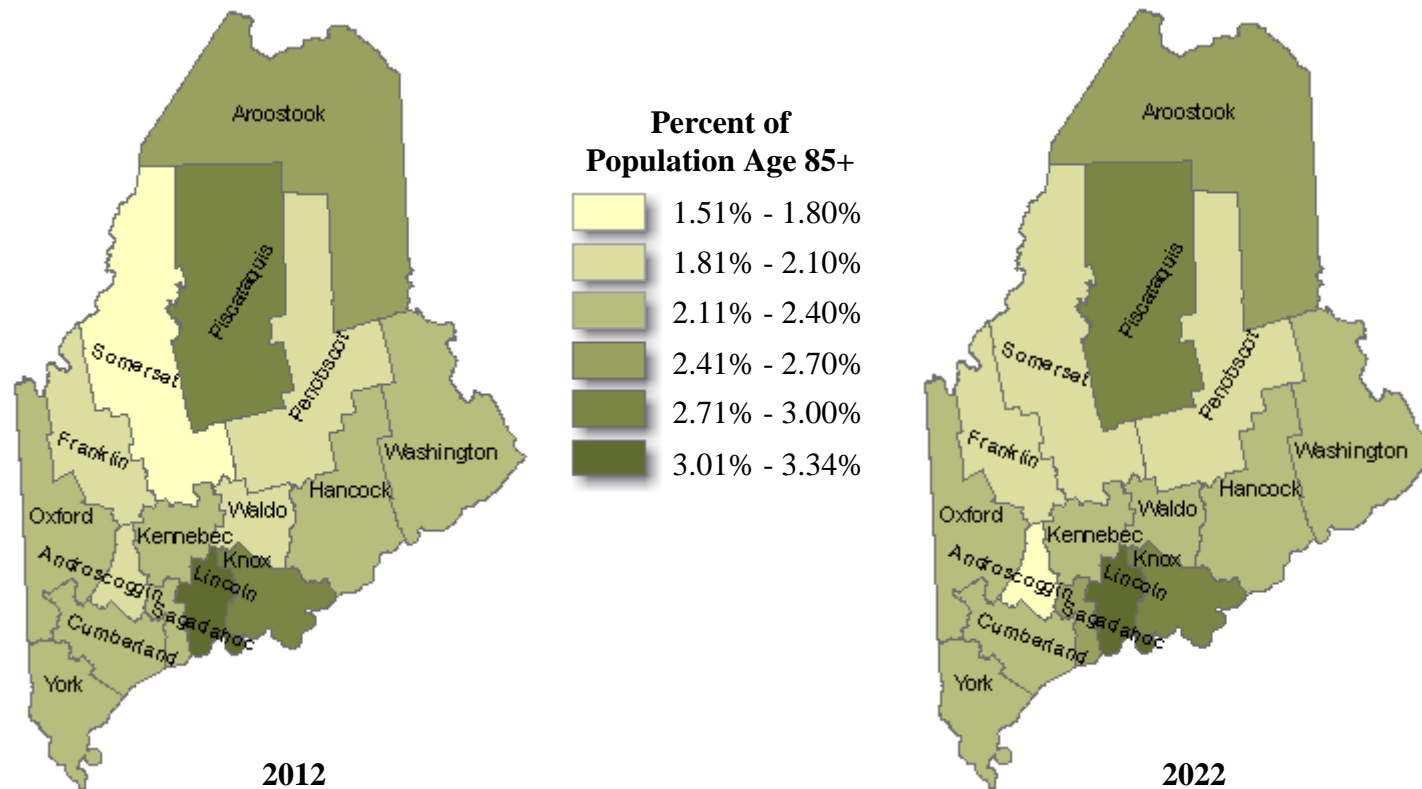 Aroostook
Piscataquis
Somerset
Penobscot
Franklin
Washington
Hancock
Oxford
Waldo
Kennebec
Androscoggin
Knox
Lincoln
Sagadahoc
Cumberland
York
2012
Percent of
Population Age 85+
1.51% - 1.80%
1.81% - 2.10%
2.11% - 2.40%
2.41% - 2.70%
2.71% - 3.00%
3.01% - 3.34%
Aroostook
Piscataquis
Somerset
Penobscot
Franklin
Washington
Hancock
Oxford
Waldo
Kennebec
Androscoggin
Knox
Lincoln
Sagadahoc
Cumberland
York
2022